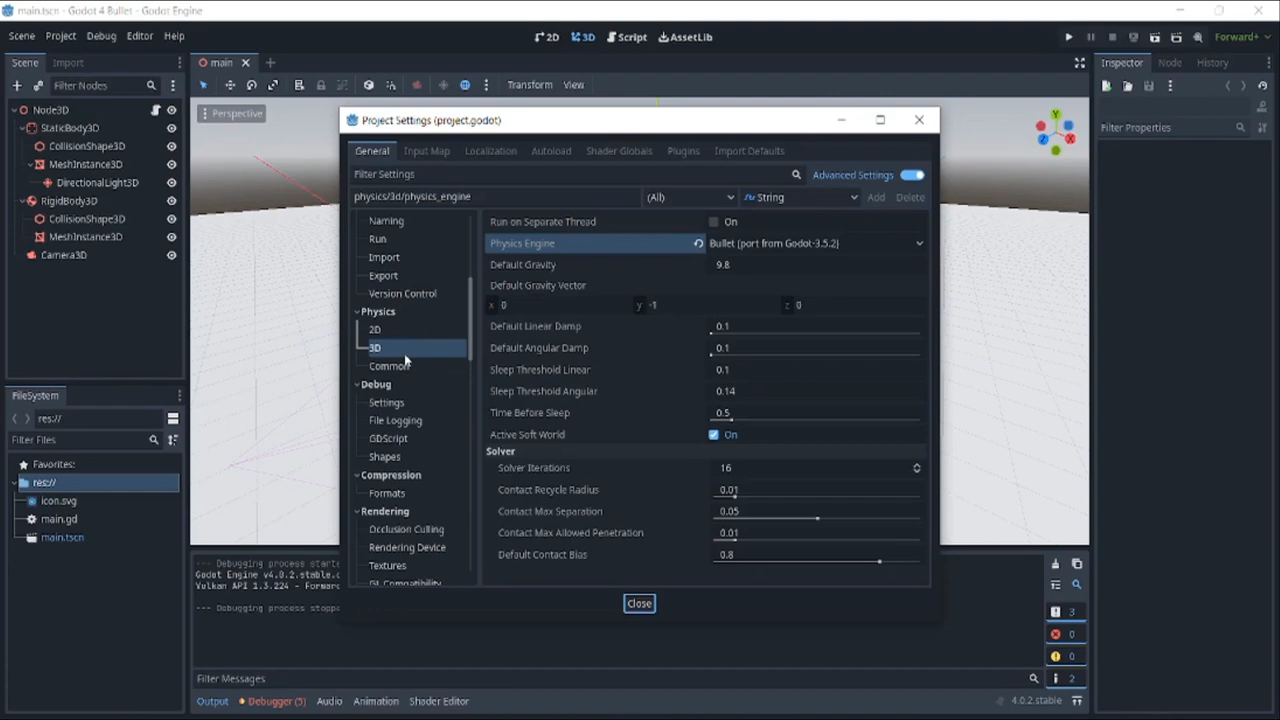 main.tscn - Godot 4 Bullet - Godot Engine
Scene Project Debug Editor Help
2D 3D Script AssetLib
Forward+
Scene Import
main
Inspector Node History
Filter Nodes
Transform View
Node3D
StaticBody3D
CollisionShape3D
MeshInstance3D
DirectionalLight3D
RigidBody3D
CollisionShape3D
MeshInstance3D
Camera3D
Perspective
Y
X
Z
Filter Properties
Project Settings (project.godot)
General Input Map Localization Autoload Shader Globals Plugins Import Defaults
Filter Settings
Advanced Settings
physics/3d/physics_engine
(All)
String
Add Delete
Naming
Run
Import
Export
Version Control
Physics
2D
3D
Common
Debug
Settings
File Logging
GDScript
Shapes
Compression
Formats
Rendering
Occlusion Culling
Rendering Device
Textures
GL Compatibility
Run on Separate Thread On
Physics Engine Bullet (port from Godot-3.5.2)
Default Gravity 9.8
Default Gravity Vector
x 0 y -1 z 0
Default Linear Damp 0.1
Default Angular Damp 0.1
Sleep Threshold Linear 0.1
Sleep Threshold Angular 0.14
Time Before Sleep 0.5
Active Soft World On
Solver
Solver Iterations 16
Contact Recycle Radius 0.01
Contact Max Separation 0.05
Contact Max Allowed Penetration 0.01
Default Contact Bias 0.8
Close
FileSystem
res://
Filter Files
Favorites:
res://
icon.svg
main.gd
main.tscn
--- Debugging process starte
Godot Engine v4.0.2.stable.o
Vulkan API 1.3.224 - Forward
--- Debugging process stopp
3
0
0
2
Filter Messages
Output Debugger (5) Audio Animation Shader Editor
4.0.2.stable